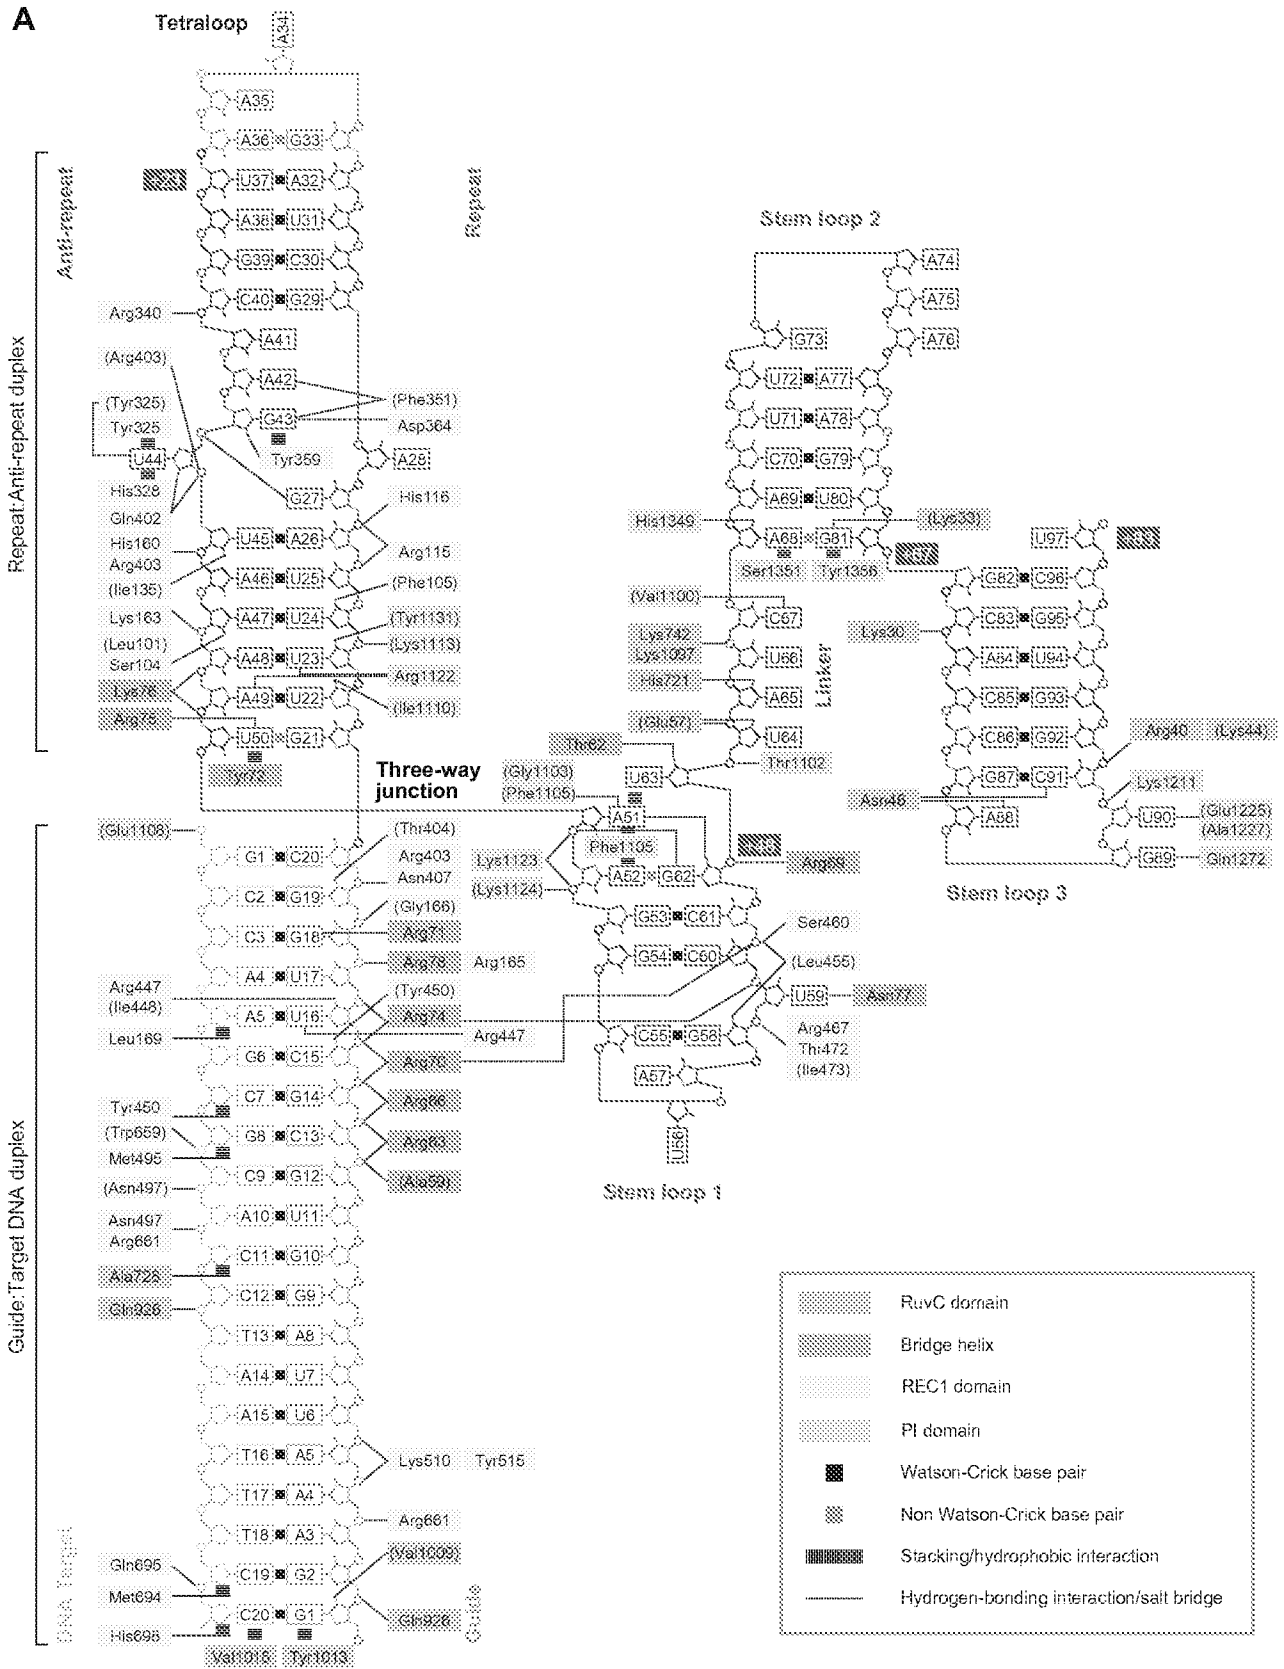 A
Tetraloop
A34
A35
A36 G33
U37 A32
A38 U31
G39 C30
C40 G29
Arg340
A41
(Arg403)
A42
(Phe351)
(Tyr325)
G43
Asp364
Tyr325
U44
Tyr359
A28
His328
G27
His116
Gln402
His160
U45 A26
Arg115
Arg403
(Ile135)
A46 U25
(Phe105)
Lys163
A47 U24
(Tyr1131)
(Leu101)
(Lys1113)
Ser104
A48 U23
Arg1122
Lys76
A49 U22
(Ile1110)
Arg75
U50 G21
Tyr72
Anti-repeat
Repeat
Repeat:Anti-repeat duplex
Three-way
junction
Stem loop 2
A74
A75
G73
A76
U72 A77
U71 A78
C70 G79
A69 U80
His1349
(Lys33)
A68 G81
Ser1351
Tyr1356
(Val1100)
C67
Lys742
Lys1097
U66
His721
A65
(Glu57)
U64
Linker
Thr62
Thr1102
U63
(Gly1103)
(Phe1105)
A51
Phe1105
Lys1123
(Lys1124)
A52 G62
Arg69
G53 C61
Ser460
G54 C60
(Leu455)
U59
Asn77
C55 G58
Arg467
Thr472
(Ile473)
A57
U56
Stem loop 1
U97
G82 C96
Lys30
C83 G95
A84 U94
C85 G93
C86 G92
Arg40 (Lys44)
G87 C91
Lys1211
Asn46
A88
U90
Glu1225
(Ala1227)
G89
Gln1272
Stem loop 3
(Glu1108)
(Thr404)
G1 C20
Arg403
Asn407
C2 G19
(Gly166)
C3 G18
Arg71
A4 U17
Arg78 Arg165
Arg447
(Ile448)
(Tyr450)
A5 U16
Arg74
Leu169
Arg447
G6 C15
Arg70
C7 G14
Arg66
Tyr450
(Trp659)
G8 C13
Arg63
Met495
C9 G12
(Asn497)
(Ala59)
Asn497
A10 U11
Arg661
C11 G10
Ala728
C12 G9
Gln926
T13 A8
A14 U7
A15 U6
T16 A5
Lys510 Tyr515
T17 A4
Arg661
T18 A3
(Val1009)
Gln695
C19 G2
Met694
C20 G1
Gln926
His698
Val1015 Tyr1013
Guide:Target DNA duplex
DNA Target
Guide
RuvC domain
Bridge helix
REC1 domain
PI domain
Watson-Crick base pair
Non Watson-Crick base pair
Stacking/hydrophobic interaction
Hydrogen-bonding interaction/salt bridge